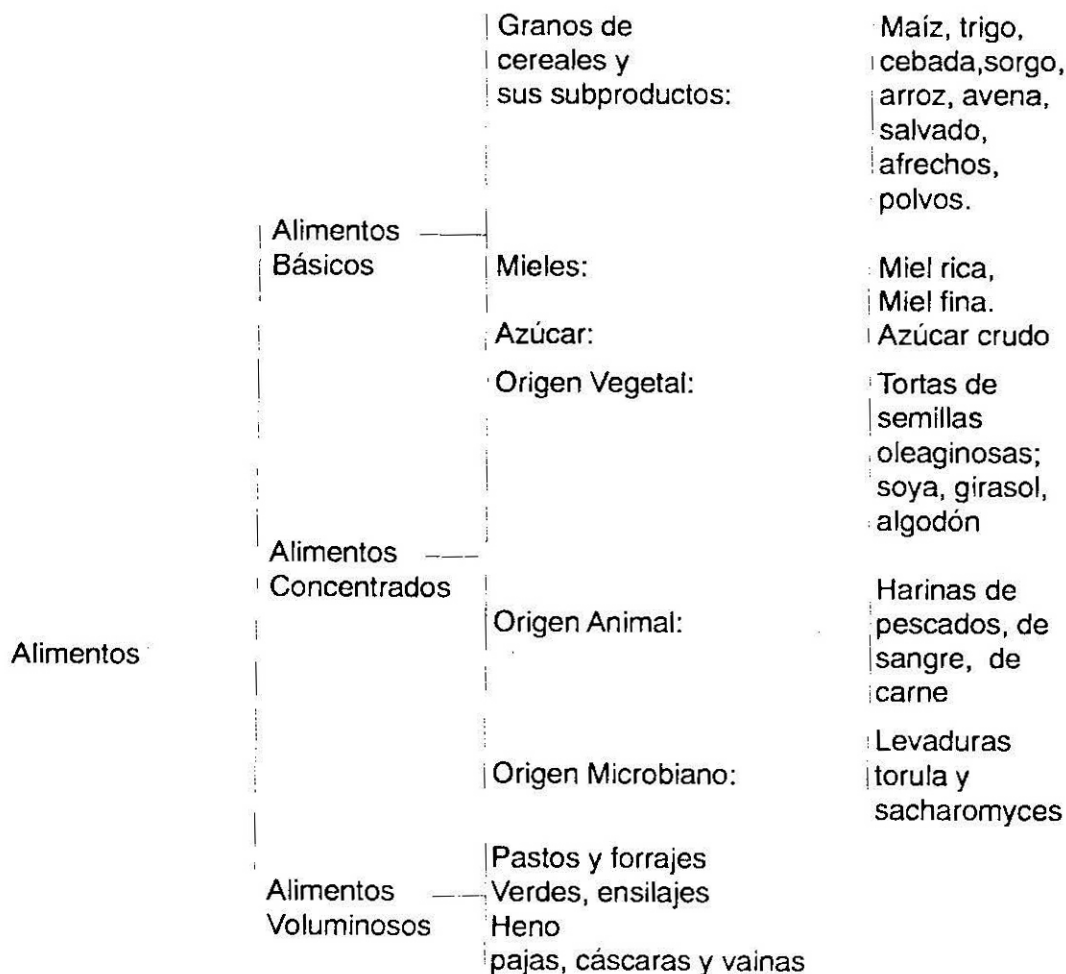 Alimentos
Alimentos
Básicos
Granos de
cereales y
sus subproductos:
Maíz, trigo,
cebada,sorgo,
arroz, avena,
salvado,
afrechos,
polvos.
Mieles:
Miel rica,
Miel fina.
Azúcar:
Azúcar crudo
Alimentos
Concentrados
Origen Vegetal:
Tortas de
semillas
oleaginosas;
soya, girasol,
algodón
Origen Animal:
Harinas de
pescados, de
sangre, de
carne
Origen Microbiano:
Levaduras
torula y
sacharomyces
Alimentos
Voluminosos
Pastos y forrajes
Verdes, ensilajes
Heno
pajas, cáscaras y vainas